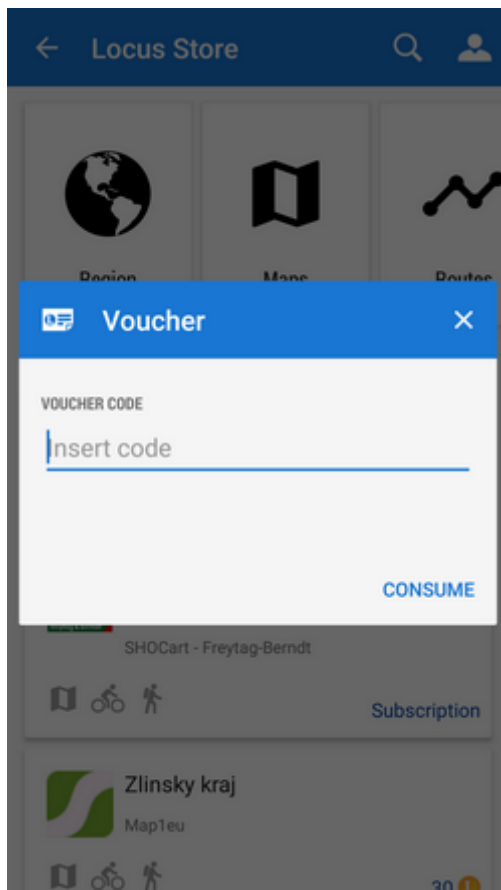 Locus Store
Region
Maps
Routes
Voucher
VOUCHER CODE
Insert code
CONSUME
SHOCart - Freytag-Berndt
Subscription
Zlinsky kraj
Map1eu
30 L